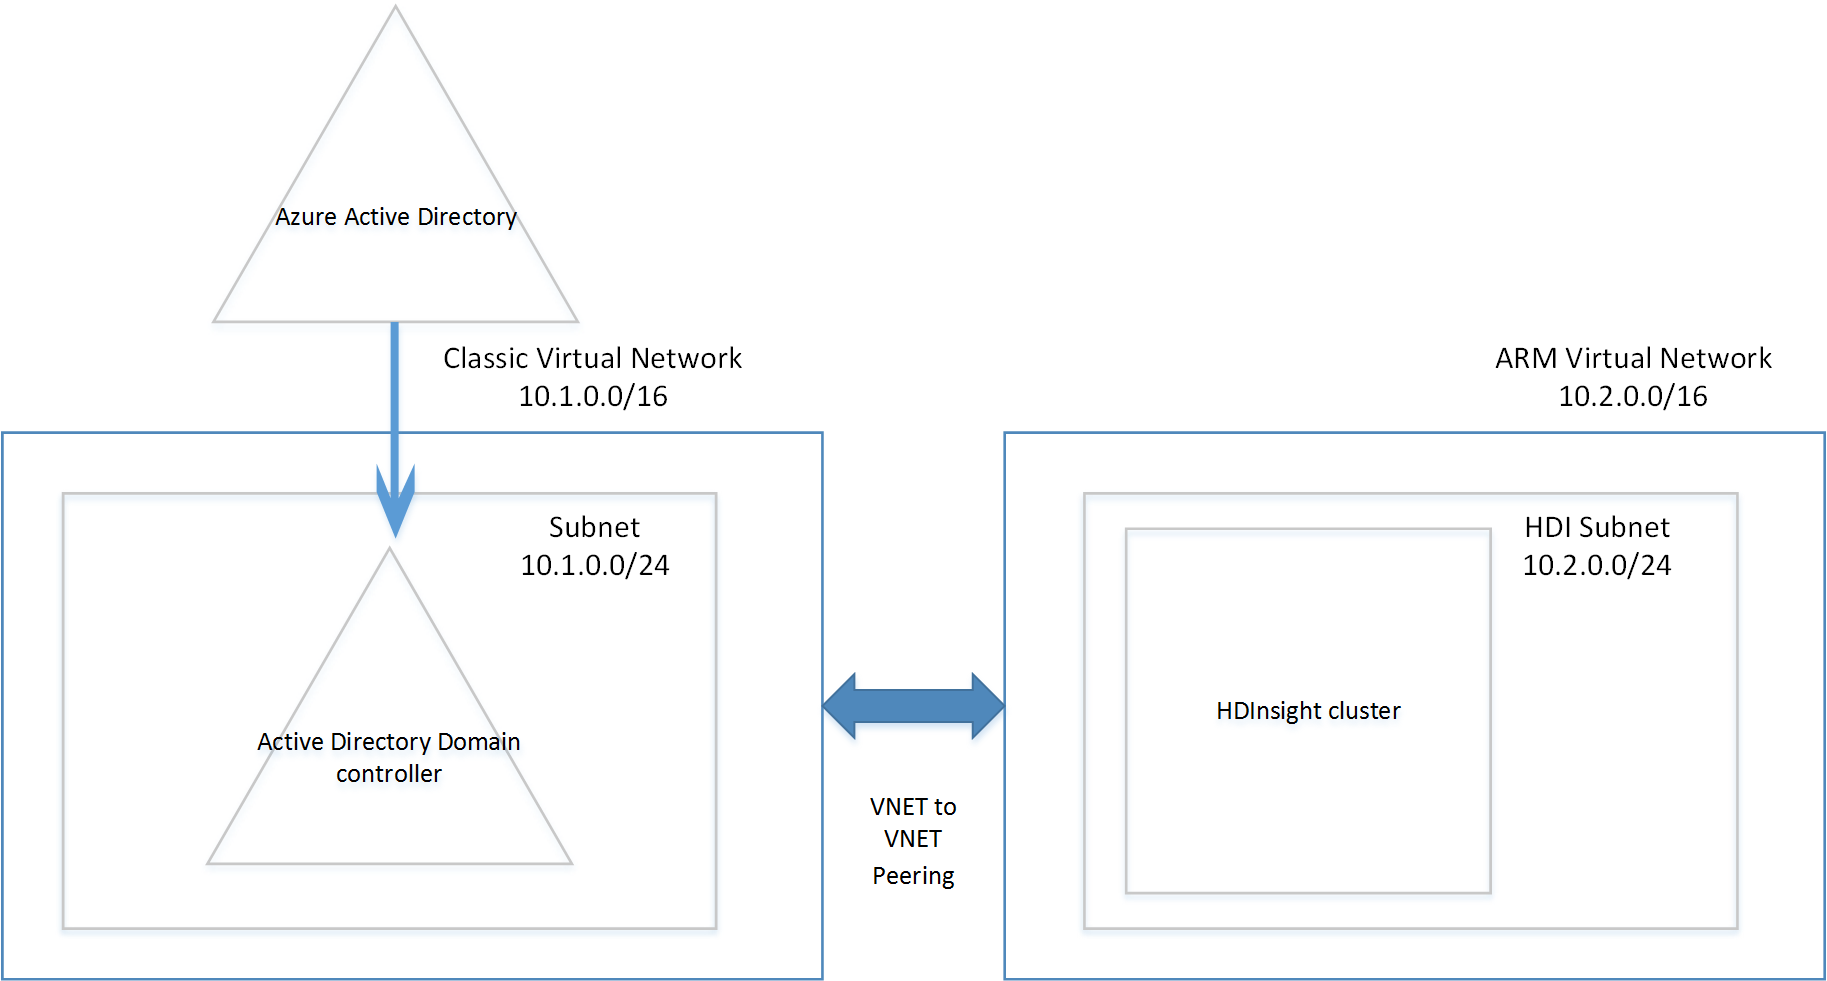 Azure Active Directory
Classic Virtual Network
10.1.0.0/16
ARM Virtual Network
10.2.0.0/16
Subnet
10.1.0.0/24
Active Directory Domain
controller
VNET to
VNET
Peering
HDI Subnet
10.2.0.0/24
HDInsight cluster